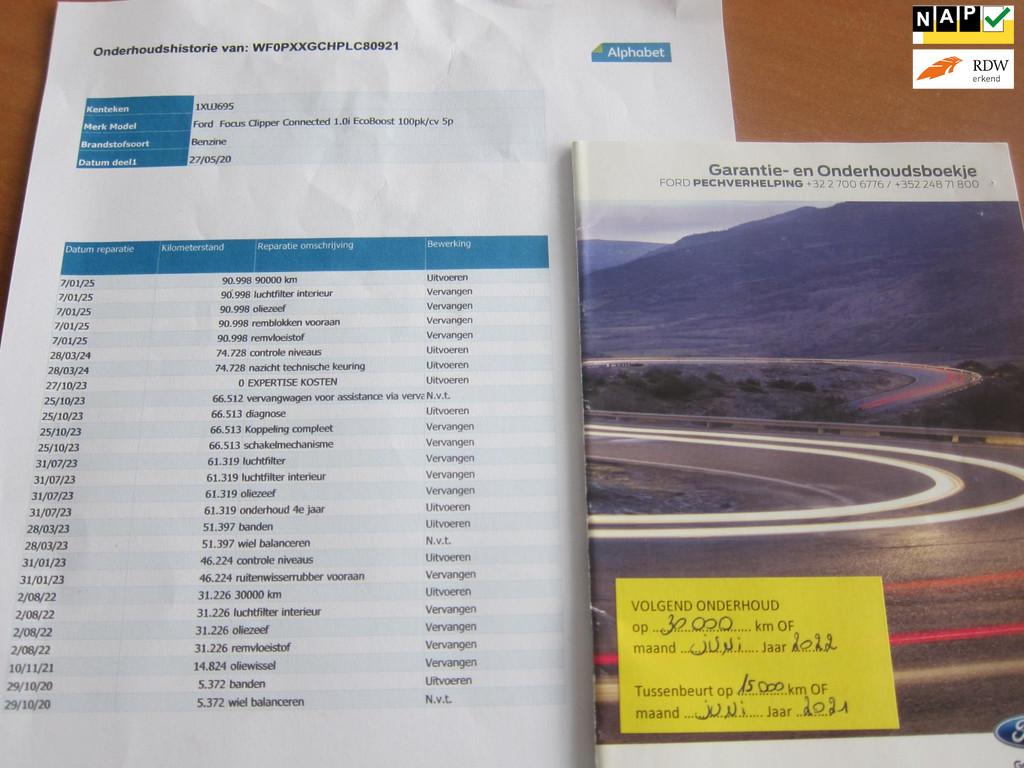 Onderhoudshistorie van: WF0PXXGCHPLC80921
Alphabet
Kenteken 1XUJ695
Merk Model Ford Focus Clipper Connected 1.0i EcoBoost 100pk/cv 5p
Brandstofsoort Benzine
Datum deel1 27/05/20
Datum reparatie Kilometerstand Reparatie omschrijving Bewerking
7/01/25 90.998 90000 km Uitvoeren
7/01/25 90.998 luchtfilter interieur Vervangen
7/01/25 90.998 oliezeef Vervangen
7/01/25 90.998 remblokken vooraan Vervangen
7/01/25 90.998 remvloeistof Vervangen
28/03/24 74.728 controle niveaus Uitvoeren
28/03/24 74.728 nazicht technische keuring Uitvoeren
27/10/23 0 EXPERTISE KOSTEN Uitvoeren
25/10/23 66.512 vervangwagen voor assistance via verva N.v.t.
25/10/23 66.513 diagnose Uitvoeren
25/10/23 66.513 Koppeling compleet Vervangen
25/10/23 66.513 schakelmechanisme Vervangen
31/07/23 61.319 luchtfilter Vervangen
31/07/23 61.319 luchtfilter interieur Vervangen
31/07/23 61.319 oliezeef Vervangen
31/07/23 61.319 onderhoud 4e jaar Uitvoeren
28/03/23 51.397 banden Uitvoeren
28/03/23 51.397 wiel balanceren N.v.t.
31/01/23 46.224 controle niveaus Uitvoeren
31/01/23 46.224 ruitenwisserrubber vooraan Vervangen
2/08/22 31.226 30000 km Uitvoeren
2/08/22 31.226 luchtfilter interieur Vervangen
2/08/22 31.226 oliezeef Vervangen
2/08/22 31.226 remvloeistof Vervangen
10/11/21 14.824 oliewissel Vervangen
29/10/20 5.372 banden Uitvoeren
29/10/20 5.372 wiel balanceren N.v.t.
NAP
RDW
erkend
Garantie- en Onderhoudsboekje
FORD PECHVERHELPING +32 2 700 6776 / +352 248 71 800
VOLGEND ONDERHOUD
op ...30000..... km OF
maand ...juni.... Jaar 2022
Tussenbeurt op 15000 km OF
maand ...juni.... Jaar ..2021